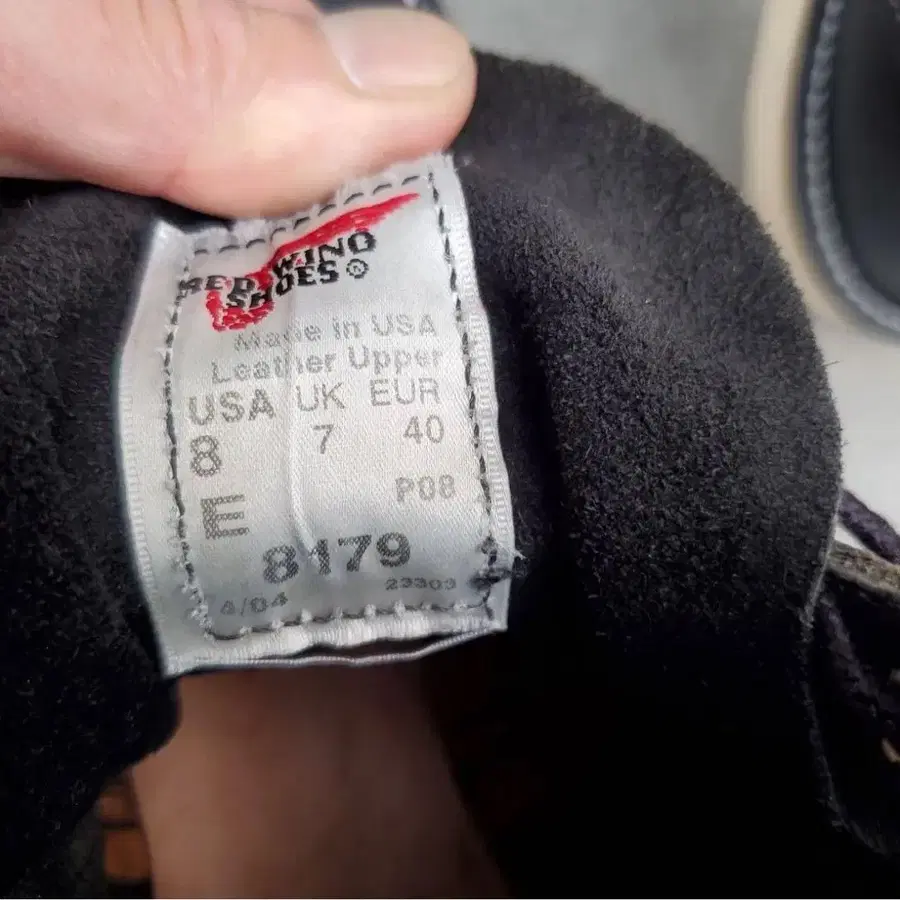 RED WING
SHOES ®
Made in USA
Leather Upper
USA UK EUR
8 7 40
E P08
8179
4/04 23303